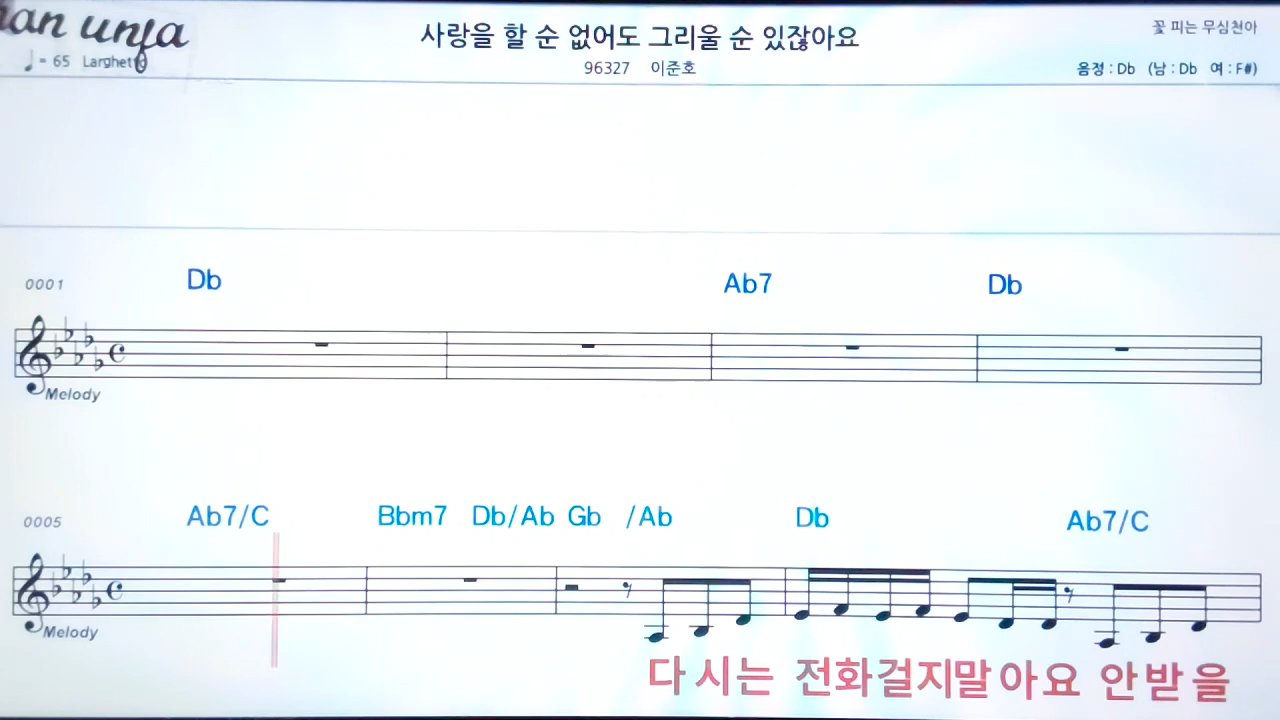 사랑을 할 순 없어도 그리울 순 있잖아요
꽃 피는 무심천아
♩= 65 Larghetto
96327 이준호
음정 : Db (남 : Db 여 : F#)
0001 Db Ab7 Db
Melody
0005 Ab7/C Bbm7 Db/Ab Gb /Ab Db Ab7/C
Melody
다시는 전화걸지말아요 안받을